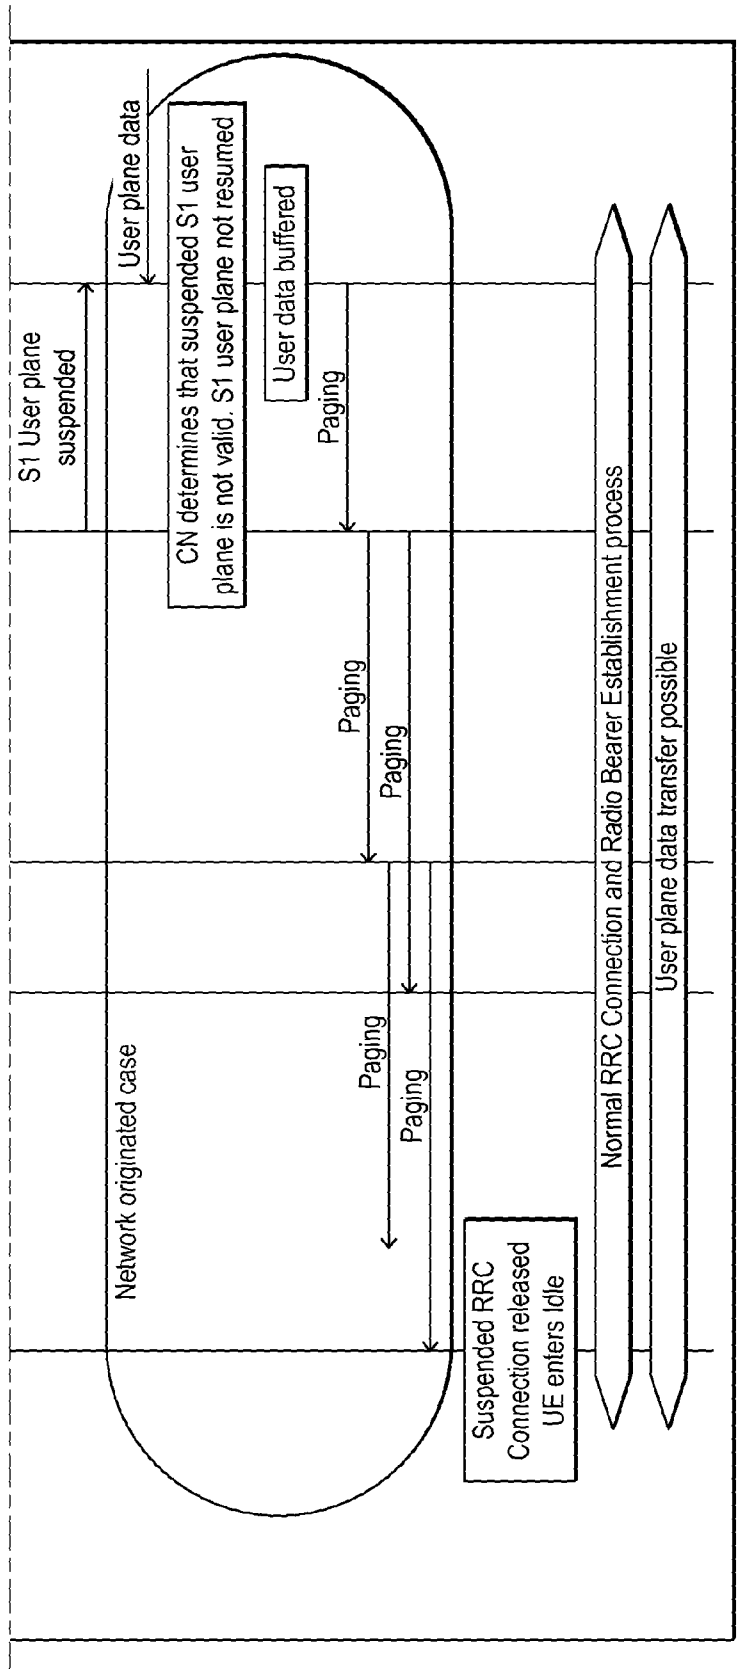 S1 User plane
suspended
User plane data
Network originated case
CN determines that suspended S1 user
plane is not valid. S1 user plane not resumed
User data buffered
Paging
Paging
Paging
Paging
Paging
Suspended RRC
Connection released
UE enters Idle
Normal RRC Connection and Radio Bearer Establishment process
User plane data transfer possible